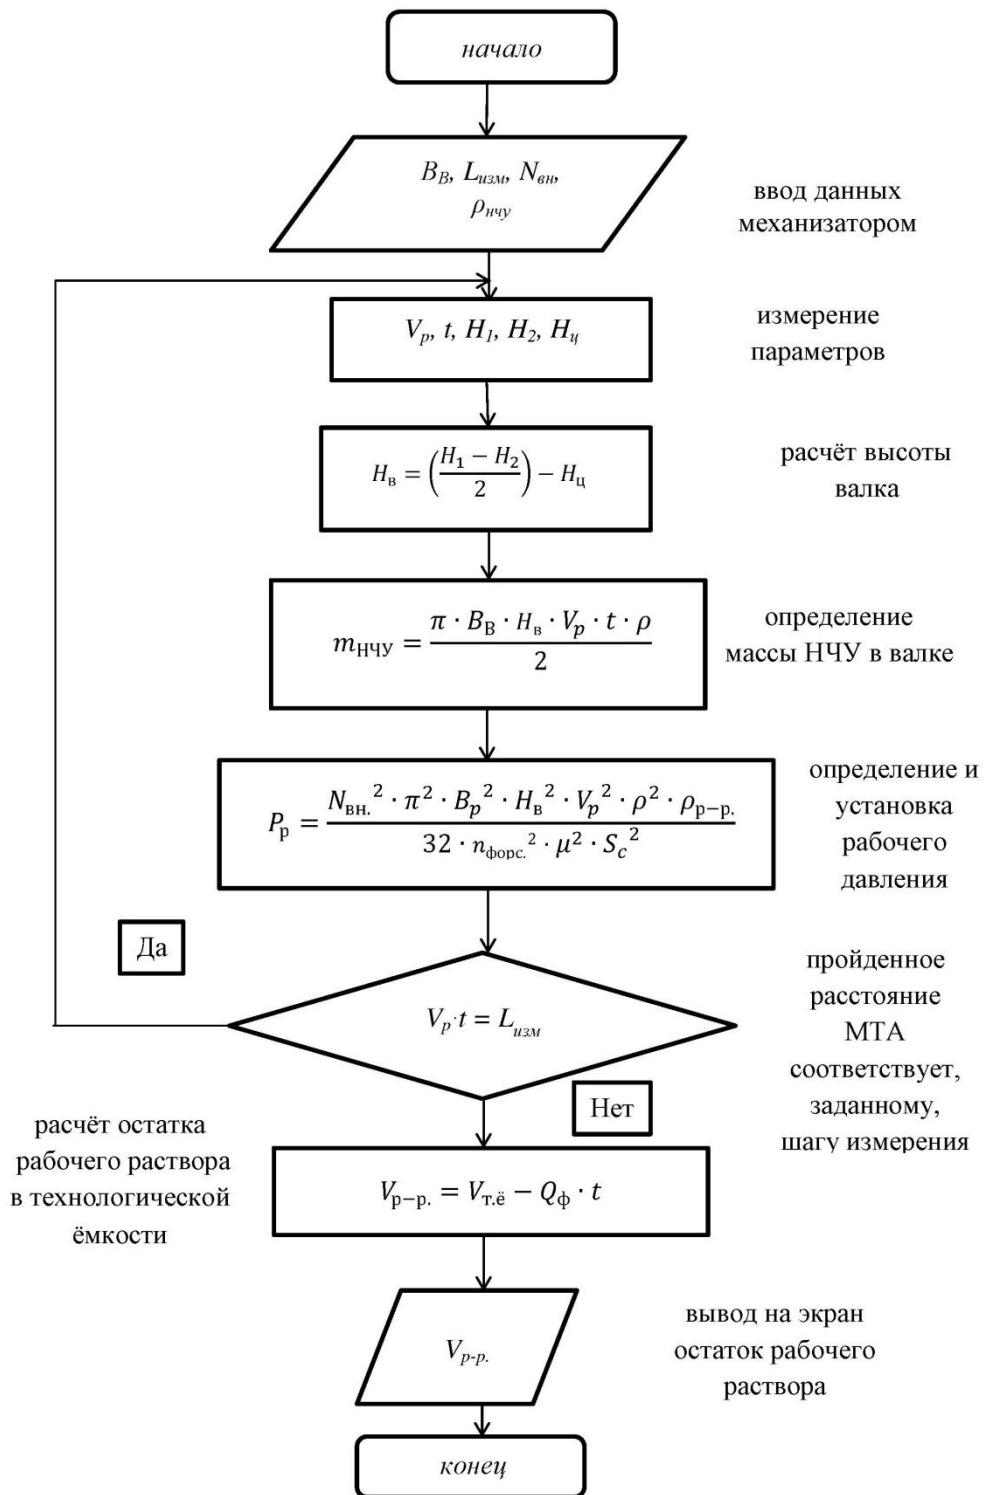 начало
B_B, L_изм, N_вн,
ρ_нчу
ввод данных
механизатором
V_p, t, H_1, H_2, H_ц
измерение
параметров
H_в = ((H_1 − H_2)/2) − H_ц
расчёт высоты
валка
m_НЧУ = (π · B_В · H_в · V_p · t · ρ)/2
определение
массы НЧУ в валке
P_р = (N_вн.² · π² · B_p² · H_в² · V_p² · ρ² · ρ_р−р.)/(32 · n_форс.² · μ² · S_c²)
определение и
установка
рабочего
давления
Да
V_p·t = L_изм
пройденное
расстояние
МТА
соответствует,
заданному,
шагу измерения
Нет
расчёт остатка
рабочего раствора
в технологической
ёмкости
V_р−р. = V_т.ё − Q_ф · t
V_р-р.
вывод на экран
остаток рабочего
раствора
конец